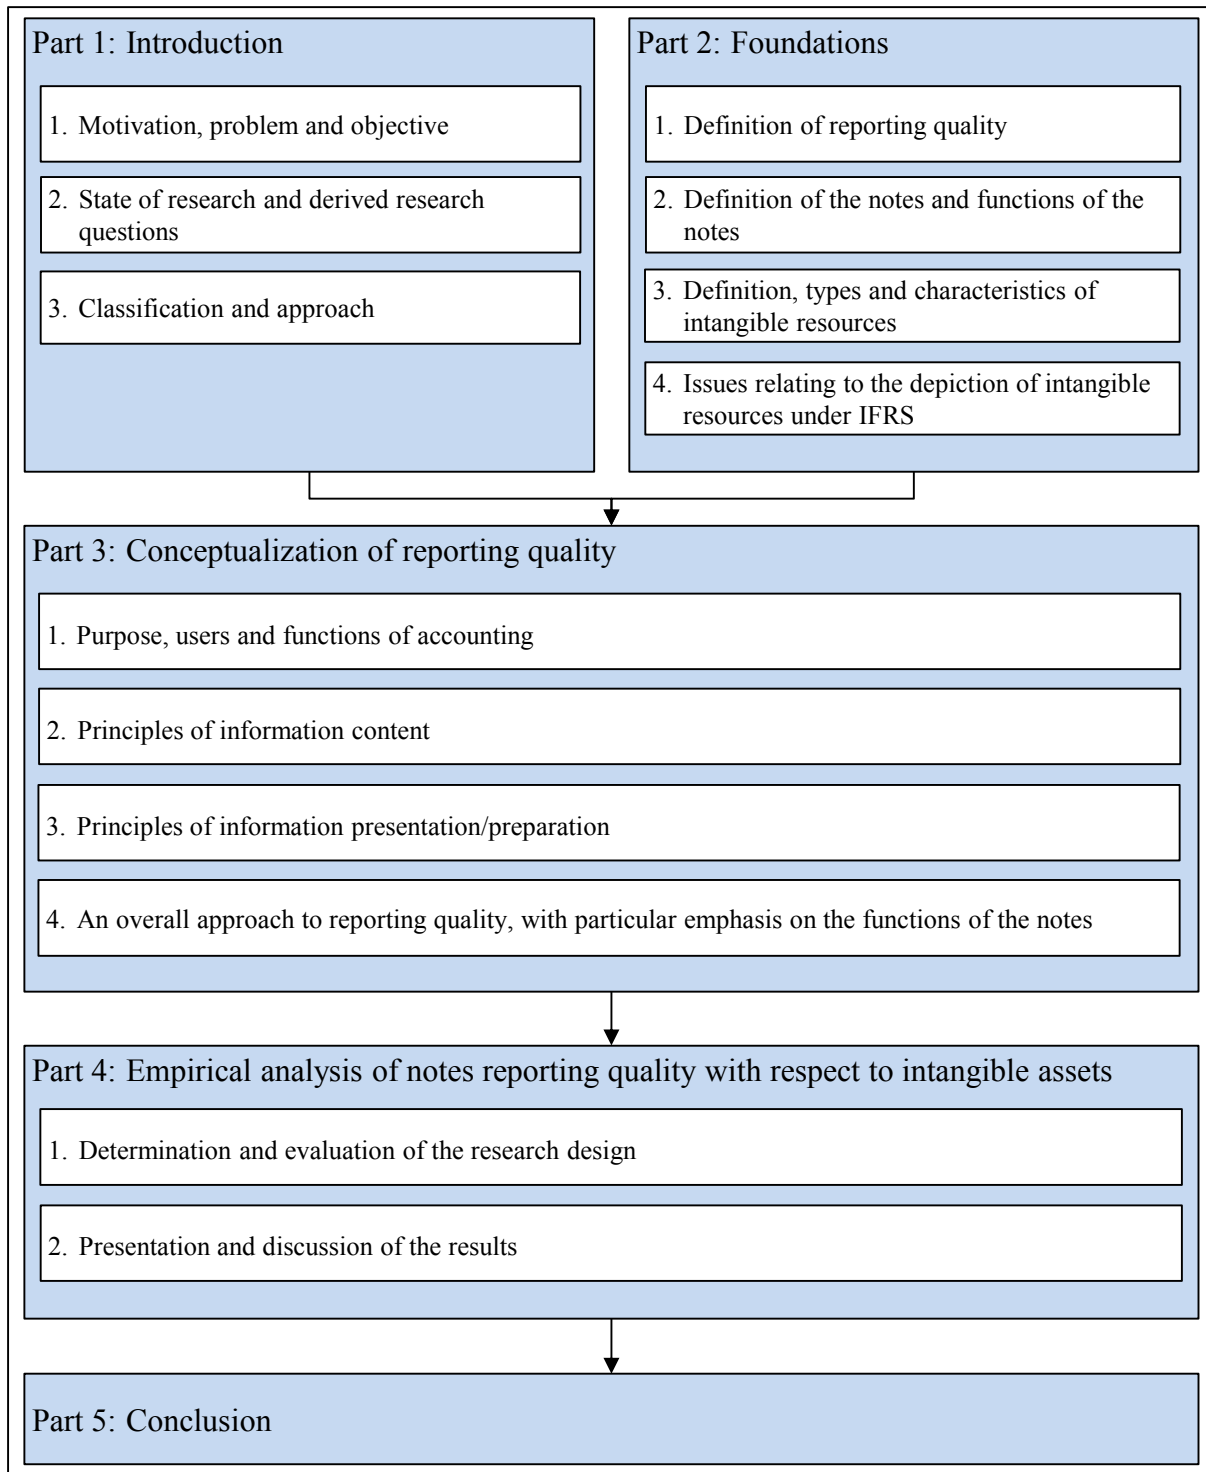 Part 1: Introduction
1. Motivation, problem and objective
2. State of research and derived research
questions
3. Classification and approach
Part 2: Foundations
1. Definition of reporting quality
2. Definition of the notes and functions of the
notes
3. Definition, types and characteristics of
intangible resources
4. Issues relating to the depiction of intangible
resources under IFRS
Part 3: Conceptualization of reporting quality
1. Purpose, users and functions of accounting
2. Principles of information content
3. Principles of information presentation/preparation
4. An overall approach to reporting quality, with particular emphasis on the functions of the notes
Part 4: Empirical analysis of notes reporting quality with respect to intangible assets
1. Determination and evaluation of the research design
2. Presentation and discussion of the results
Part 5: Conclusion